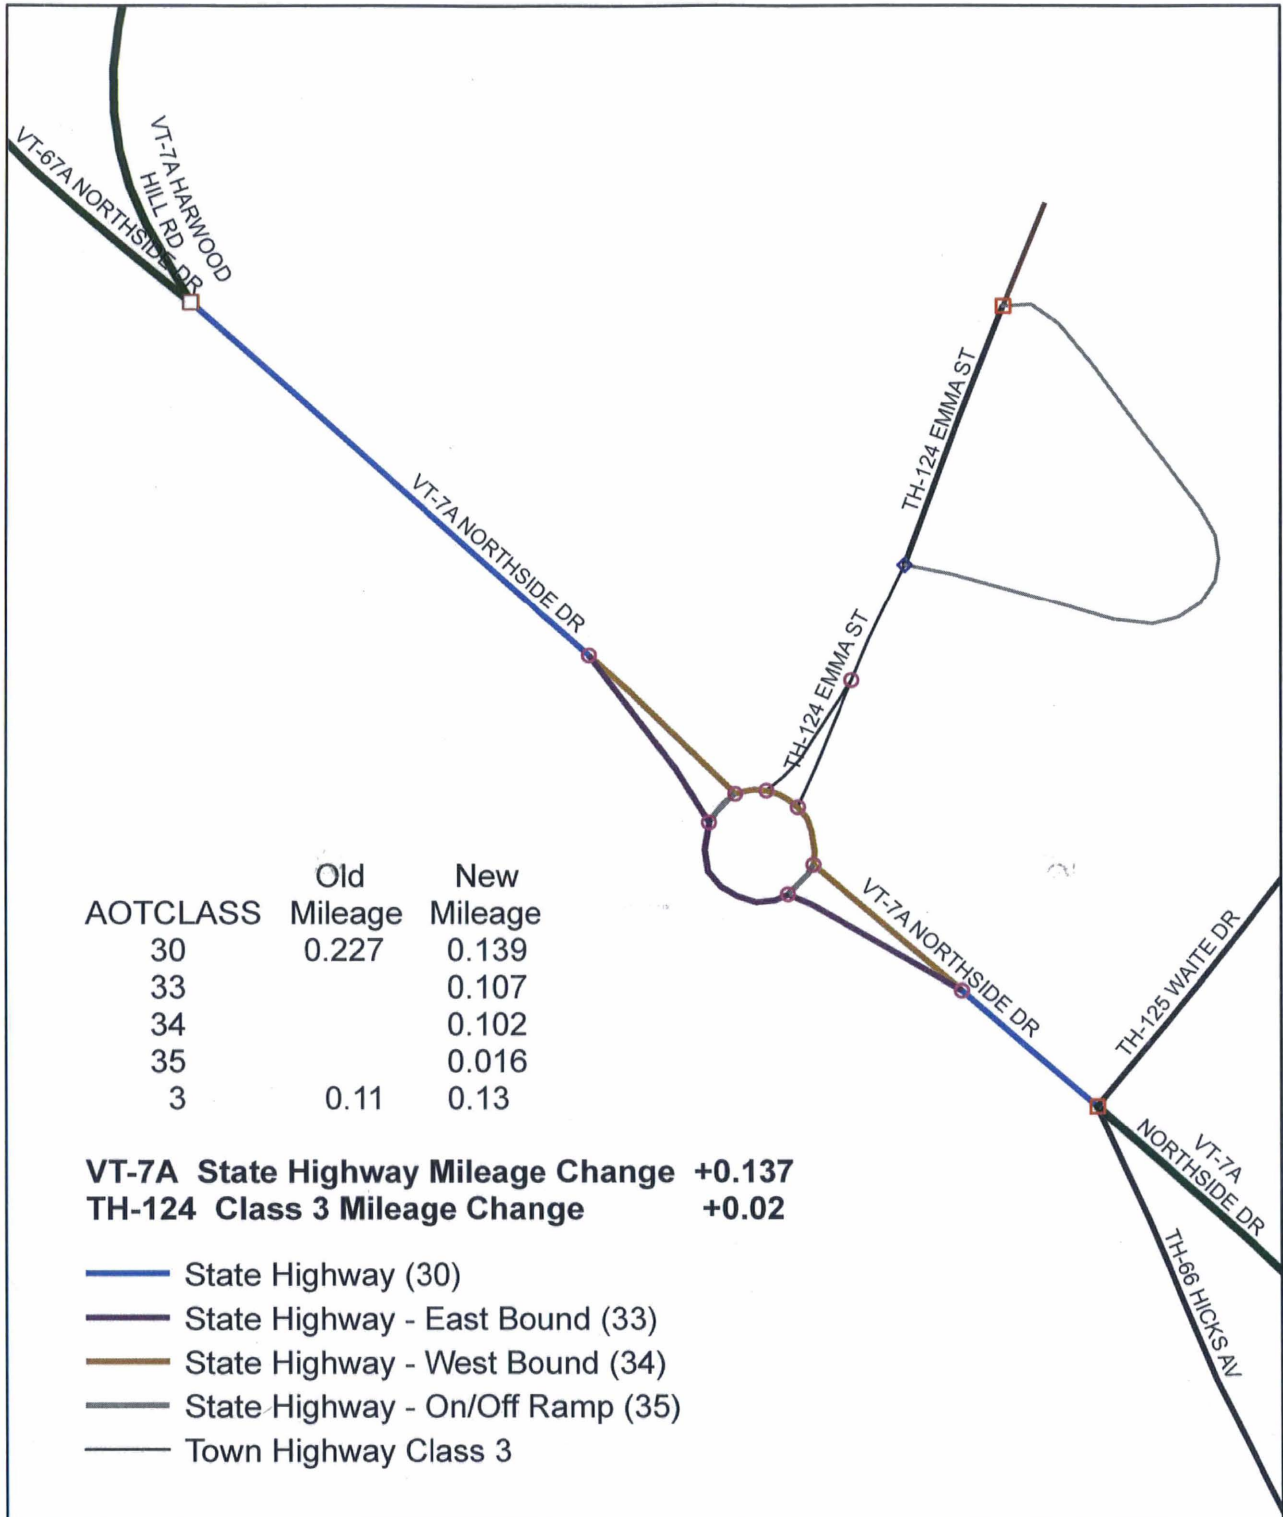 VT-67A NORTHSIDE DR
VT-7A HARWOOD
HILL RD
VT-7A NORTHSIDE DR
TH-124 EMMA ST
TH-124 EMMA ST
VT-7A NORTHSIDE DR
TH-125 WAITE DR
VT-7A
NORTHSIDE DR
TH-66 HICKS AV
Old New
AOTCLASS Mileage Mileage
30 0.227 0.139
33 0.107
34 0.102
35 0.016
3 0.11 0.13
VT-7A State Highway Mileage Change +0.137
TH-124 Class 3 Mileage Change +0.02
State Highway (30)
State Highway - East Bound (33)
State Highway - West Bound (34)
State Highway - On/Off Ramp (35)
Town Highway Class 3